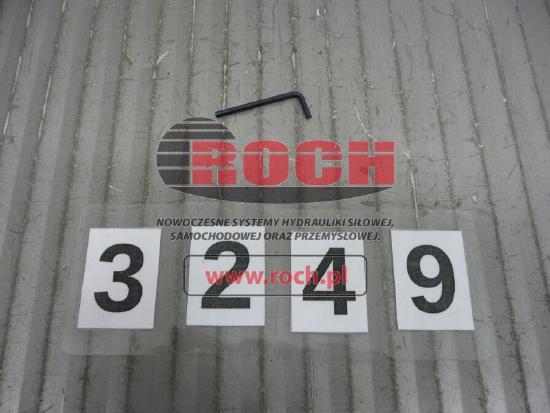 ROCH
NOWOCZESNE SYSTEMY HYDRAULIKI SIŁOWEJ,
SAMOCHODOWEJ ORAZ PRZEMYSŁOWEJ.
3 2 4 9
www.roch.pl